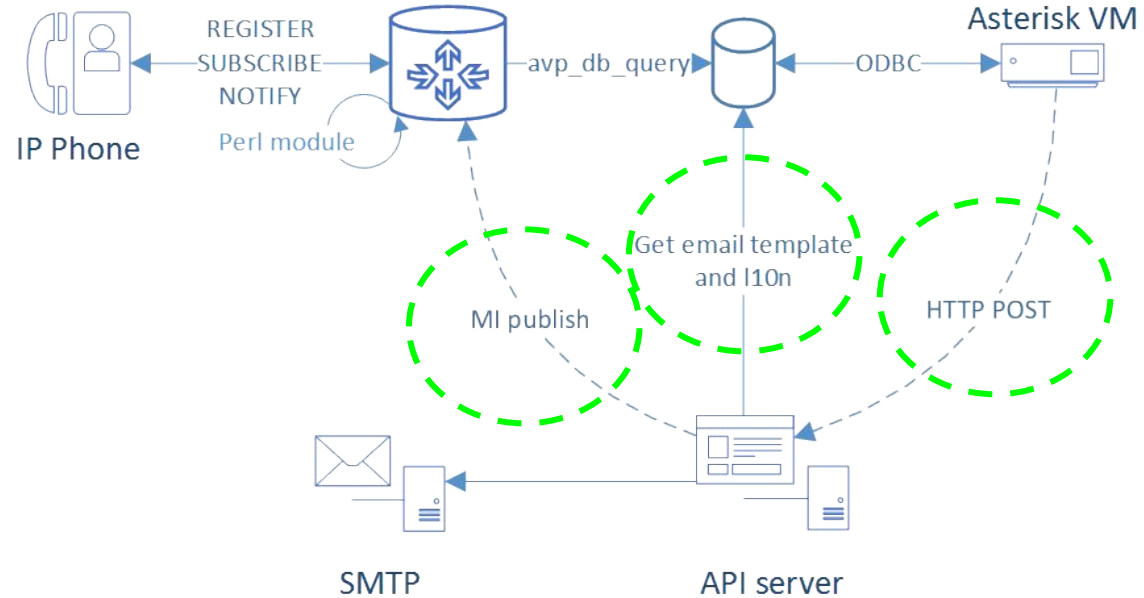 Asterisk VM
REGISTER
SUBSCRIBE
NOTIFY
avp_db_query
ODBC
Perl module
IP Phone
Get email template
and l10n
MI publish
HTTP POST
SMTP
API server